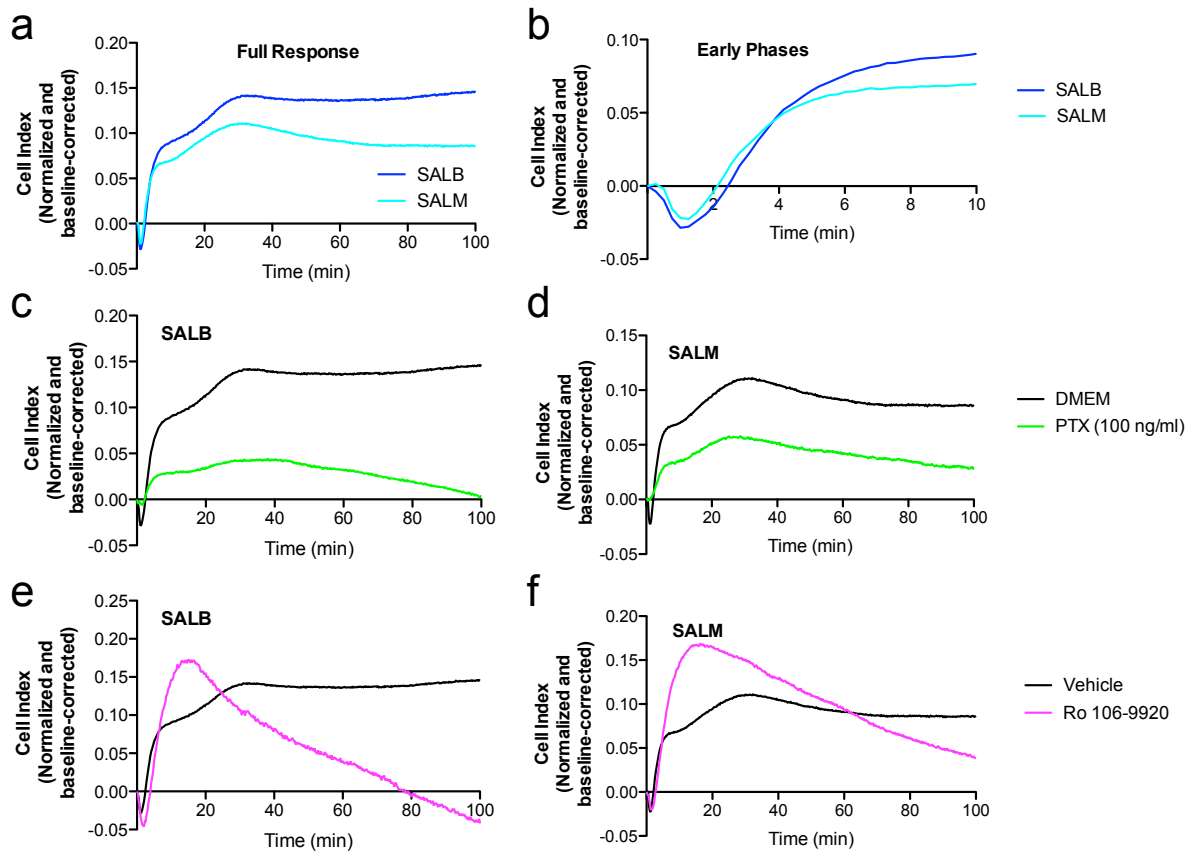 a
Full Response
Cell Index
(Normalized and
baseline-corrected)
0.20
0.15
0.10
0.05
0.00
-0.05
20
40
60
80
100
Time (min)
SALB
SALM
b
Early Phases
Cell Index
(Normalized and
baseline-corrected)
0.10
0.05
0.00
-0.05
2
4
6
8
10
Time (min)
SALB
SALM
c
SALB
Cell Index
(Normalized and
baseline-corrected)
0.20
0.15
0.10
0.05
0.00
-0.05
20
40
60
80
100
Time (min)
d
SALM
Cell Index
(Normalized and
baseline-corrected)
0.15
0.10
0.05
0.00
-0.05
20
40
60
80
100
Time (min)
DMEM
PTX (100 ng/ml)
e
SALB
Cell Index
(Normalized and
baseline-corrected)
0.25
0.20
0.15
0.10
0.05
0.00
-0.05
20
40
60
80
100
Time (min)
f
SALM
Cell Index
(Normalized and
baseline-corrected)
0.20
0.15
0.10
0.05
0.00
-0.05
20
40
60
80
100
Time (min)
Vehicle
Ro 106-9920